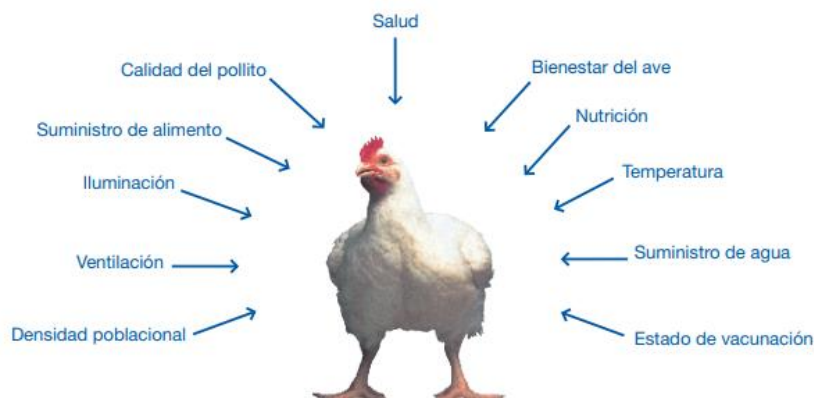 Salud
Calidad del pollito
Bienestar del ave
Suministro de alimento
Nutrición
Iluminación
Temperatura
Ventilación
Suministro de agua
Densidad poblacional
Estado de vacunación